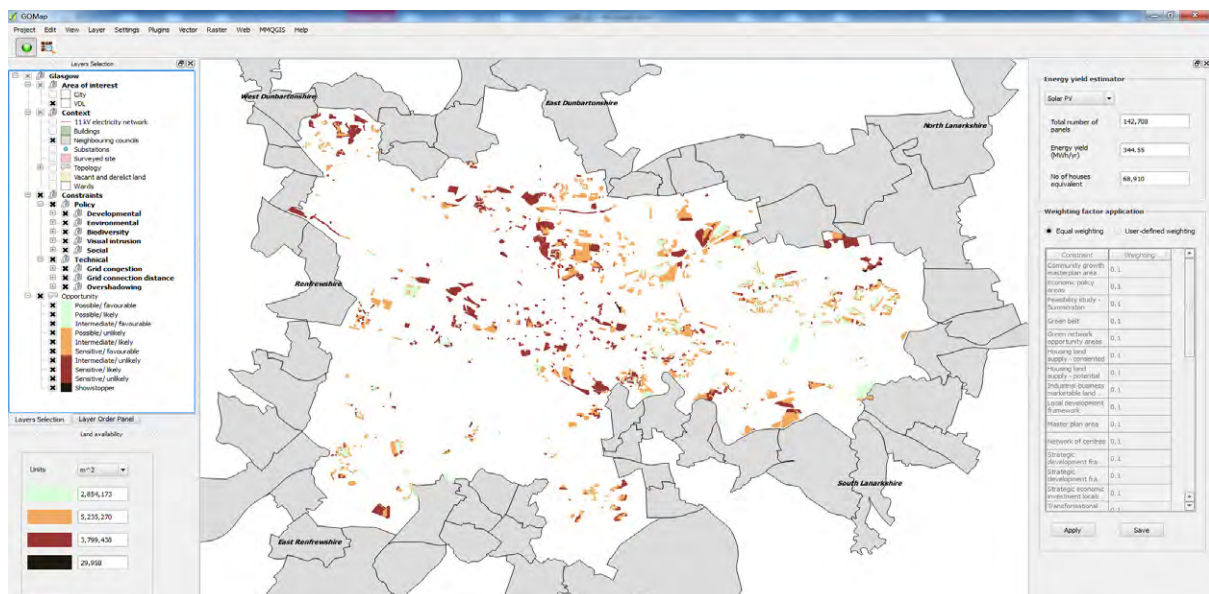 GOMap
Project Edit View Layer Settings Plugins Vector Raster Web MMQGIS Help
Layers Selection
Glasgow
Area of interest
City
VDL
Context
11 kV electricity network
Buildings
Neighbouring councils
Substations
Surveyed site
Topology
Vacant and derelict land
Wards
Constraints
Policy
Developmental
Environmental
Biodiversity
Visual intrusion
Social
Technical
Grid congestion
Grid connection distance
Overshadowing
Opportunity
Possible/ favourable
Possible/ likely
Intermediate/ favourable
Possible/ unlikely
Intermediate/ likely
Sensitive/ favourable
Intermediate/ unlikely
Sensitive/ likely
Sensitive/ unlikely
Showstopper
Layers Selection Layer Order Panel
Land availability
Units m^2
2,854,173
5,235,270
3,799,438
29,958
West Dunbartonshire
East Dunbartonshire
North Lanarkshire
Renfrewshire
South Lanarkshire
East Renfrewshire
Energy yield estimator
Solar PV
Total number of
panels
142,708
Energy yield
(MWh/yr)
344.55
No of houses
equivalent
68,910
Weighting factor application
Equal weighting User-defined weighting
Constraint Weighting
Community growth
masterplan area
0.1
Economic policy
areas
0.1
Feasibility study -
Summerston
0.1
Green belt 0.1
Green network
opportunity areas
0.1
Housing land
supply - consented
0.1
Housing land
supply - potential
0.1
Industrial-business
marketable land ...
0.1
Local development
framework
0.1
Master plan area 0.1
Network of centres 0.1
Strategic
development fra...
0.1
Strategic
development fra...
0.1
Strategic economic
investment locati...
0.1
Transformational
0.1
Apply Save